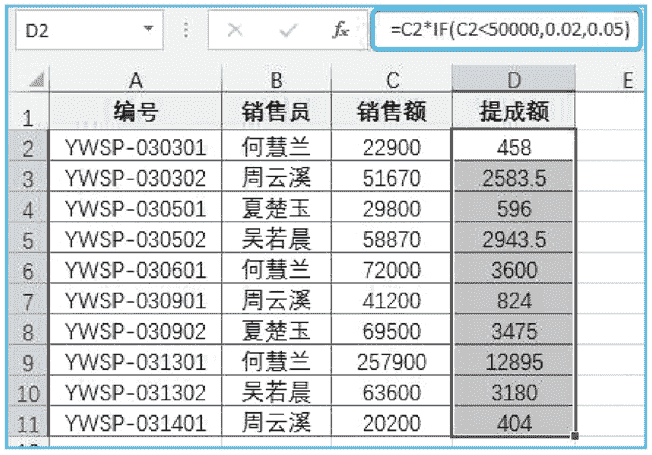 D2 fx =C2*IF(C2<50000,0.02,0.05)
A B C D E
1 编号 销售员 销售额 提成额
2 YWSP-030301 何慧兰 22900 458
3 YWSP-030302 周云溪 51670 2583.5
4 YWSP-030501 夏楚玉 29800 596
5 YWSP-030502 吴若晨 58870 2943.5
6 YWSP-030601 何慧兰 72000 3600
7 YWSP-030901 周云溪 41200 824
8 YWSP-030902 夏楚玉 69500 3475
9 YWSP-031301 何慧兰 257900 12895
10 YWSP-031302 吴若晨 63600 3180
11 YWSP-031401 周云溪 20200 404